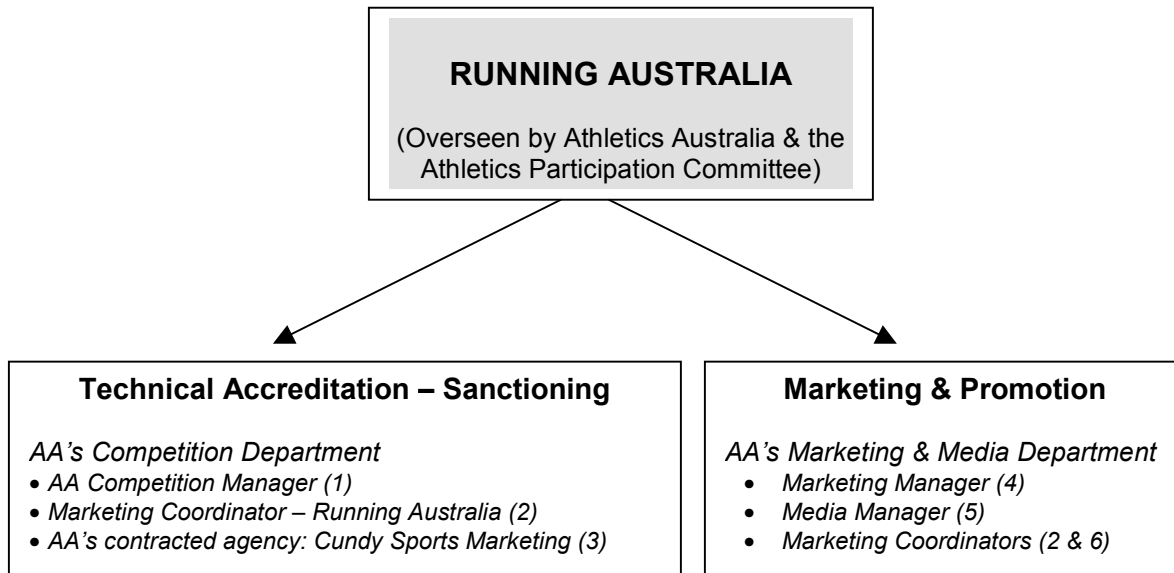 RUNNING AUSTRALIA
(Overseen by Athletics Australia & the
Athletics Participation Committee)
Technical Accreditation – Sanctioning
AA’s Competition Department
• AA Competition Manager (1)
• Marketing Coordinator – Running Australia (2)
• AA’s contracted agency: Cundy Sports Marketing (3)
Marketing & Promotion
AA’s Marketing & Media Department
• Marketing Manager (4)
• Media Manager (5)
• Marketing Coordinators (2 & 6)